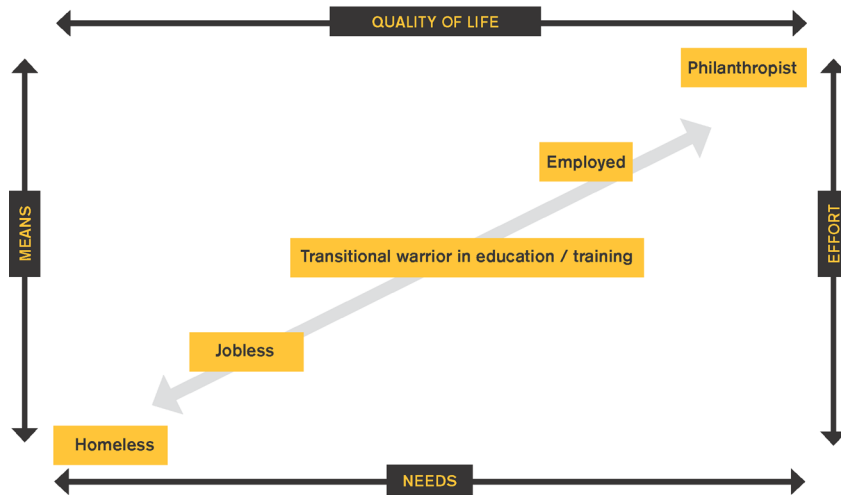 QUALITY OF LIFE
Philanthropist
Employed
MEANS
EFFORT
Transitional warrior in education / training
Jobless
Homeless
NEEDS